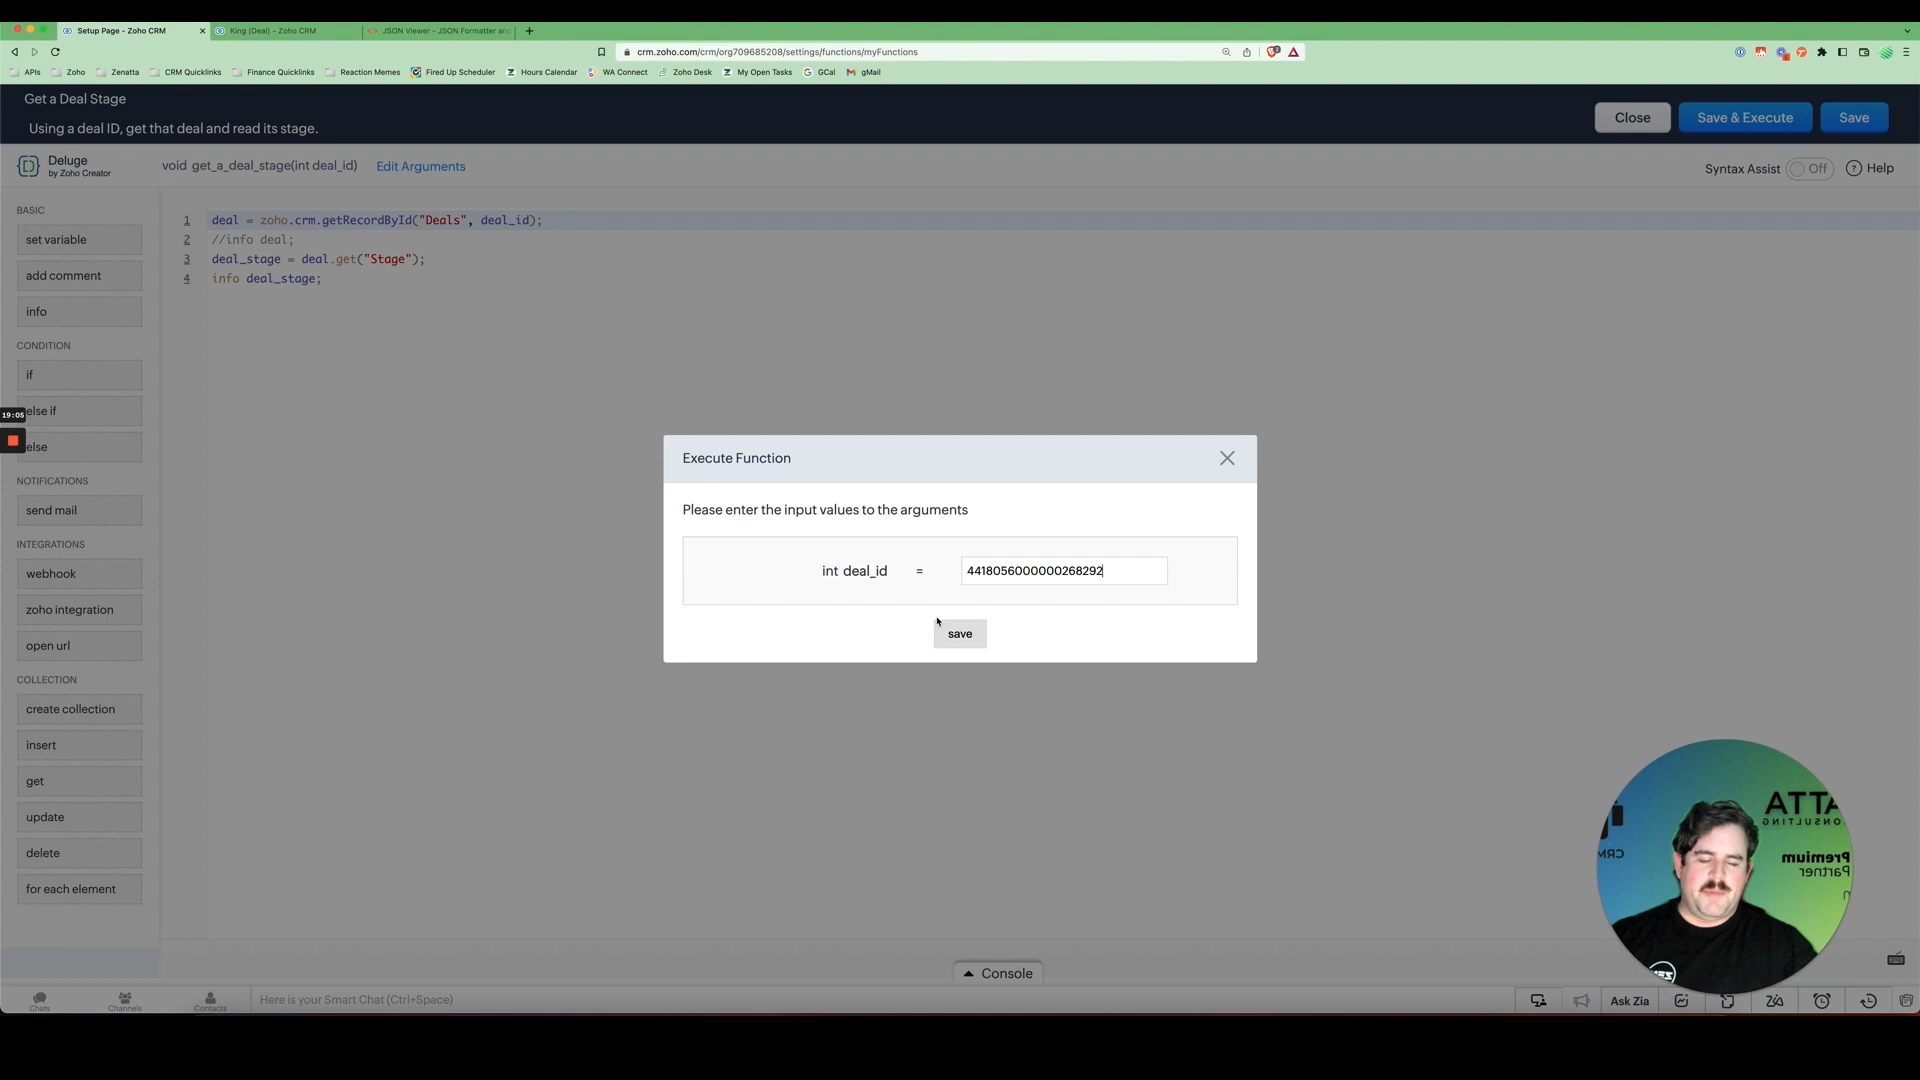 Setup Page - Zoho CRM
King (Deal) - Zoho CRM
JSON Viewer - JSON Formatter and
crm.zoho.com/crm/org709685208/settings/functions/myFunctions
APIs
Zoho
Zenatta
CRM Quicklinks
Finance Quicklinks
Reaction Memes
Fired Up Scheduler
Hours Calendar
WA Connect
Zoho Desk
My Open Tasks
GCal
gMail
Get a Deal Stage
Using a deal ID, get that deal and read its stage.
Close
Save & Execute
Save
Deluge
by Zoho Creator
void get_a_deal_stage(int deal_id)
Edit Arguments
Syntax Assist
Off
Help
BASIC
set variable
add comment
info
CONDITION
if
else if
else
NOTIFICATIONS
send mail
INTEGRATIONS
webhook
zoho integration
open url
COLLECTION
create collection
insert
get
update
delete
for each element
19:05
1 deal = zoho.crm.getRecordById("Deals", deal_id);
2 //info deal;
3 deal_stage = deal.get("Stage");
4 info deal_stage;
Execute Function
Please enter the input values to the arguments
int deal_id = 4418056000000268292
save
ATTA
CONSULTING
CRM
Premium
Partner
Console
Chats
Channels
Contacts
Here is your Smart Chat (Ctrl+Space)
Ask Zia